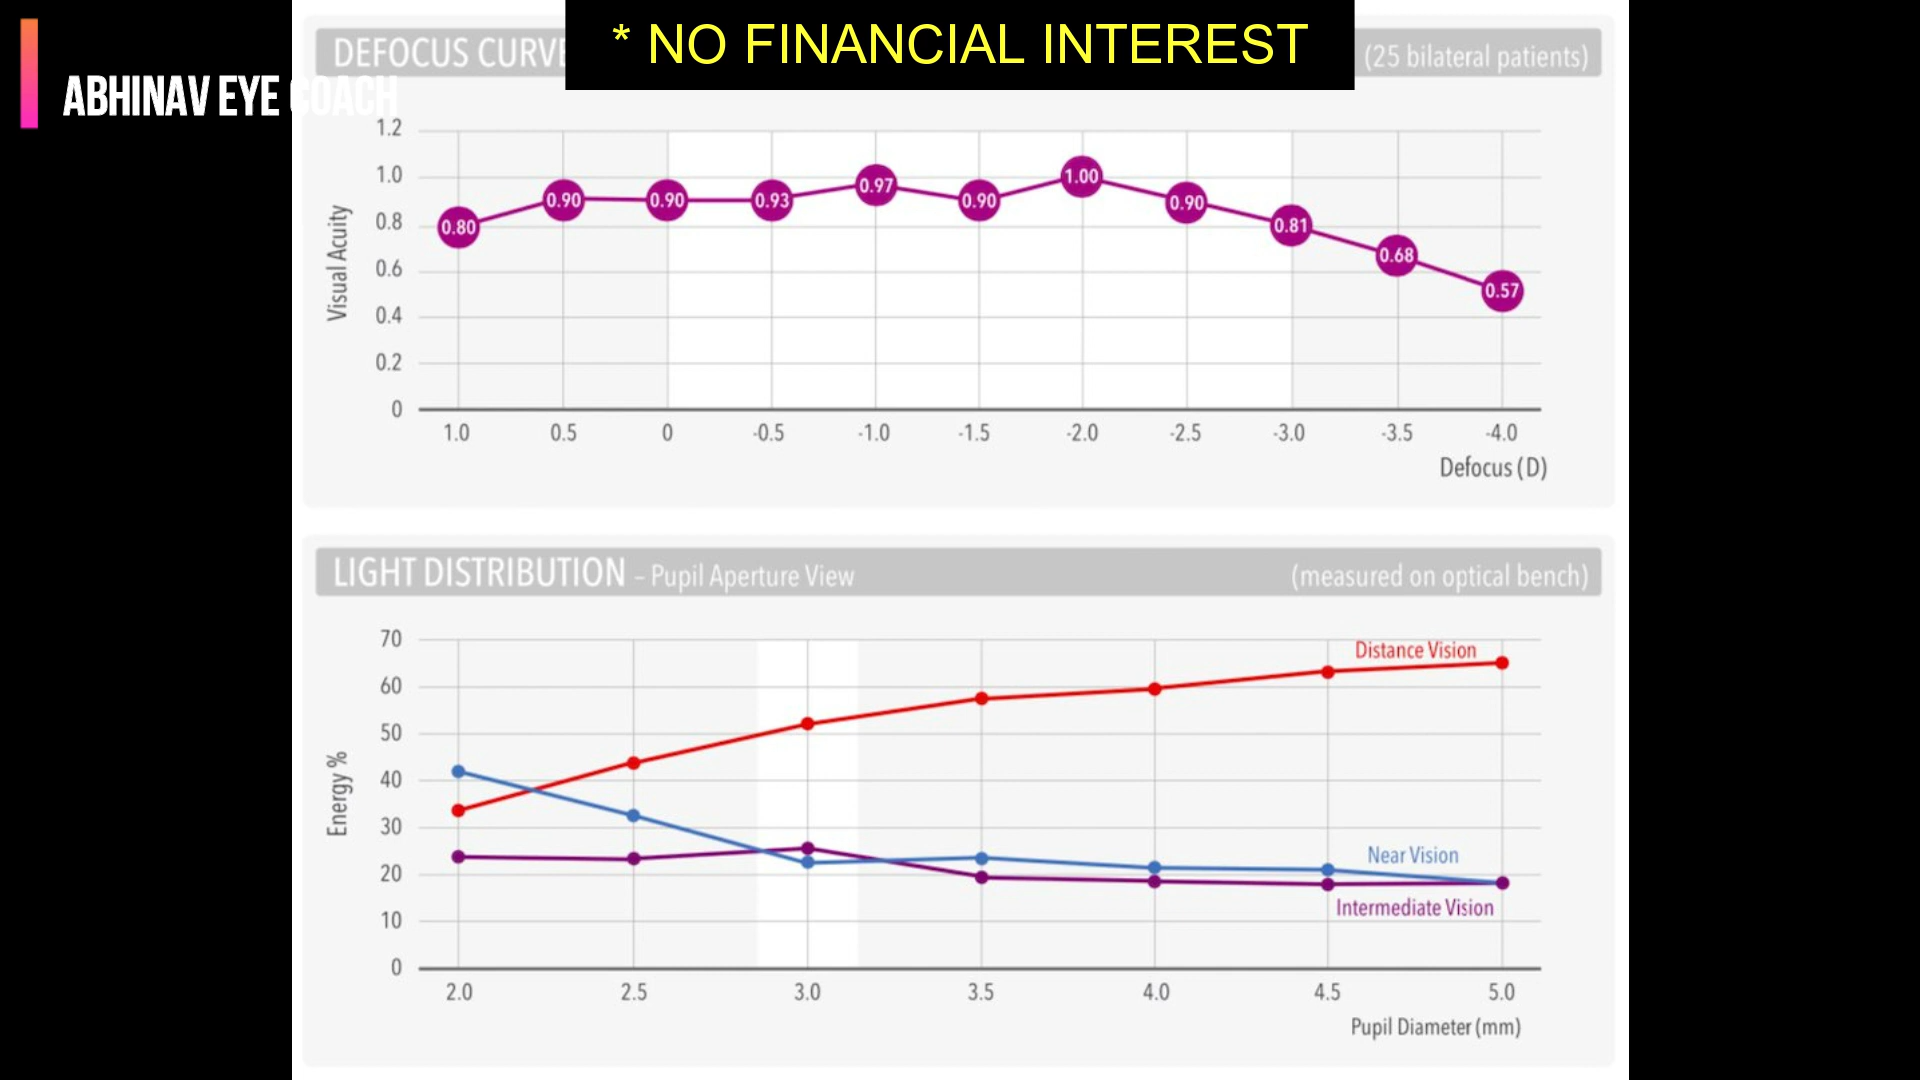 * NO FINANCIAL INTEREST
DEFOCUS CURVE
(25 bilateral patients)
ABHINAV EYE COACH
Visual Acuity
1.2
1.0
0.8
0.6
0.4
0.2
0
0.80
0.90
0.90
0.93
0.97
0.90
1.00
0.90
0.81
0.68
0.57
1.0 0.5 0 -0.5 -1.0 -1.5 -2.0 -2.5 -3.0 -3.5 -4.0
Defocus (D)
LIGHT DISTRIBUTION – Pupil Aperture View (measured on optical bench)
Energy %
70
60
50
40
30
20
10
0
Distance Vision
Near Vision
Intermediate Vision
2.0 2.5 3.0 3.5 4.0 4.5 5.0
Pupil Diameter (mm)